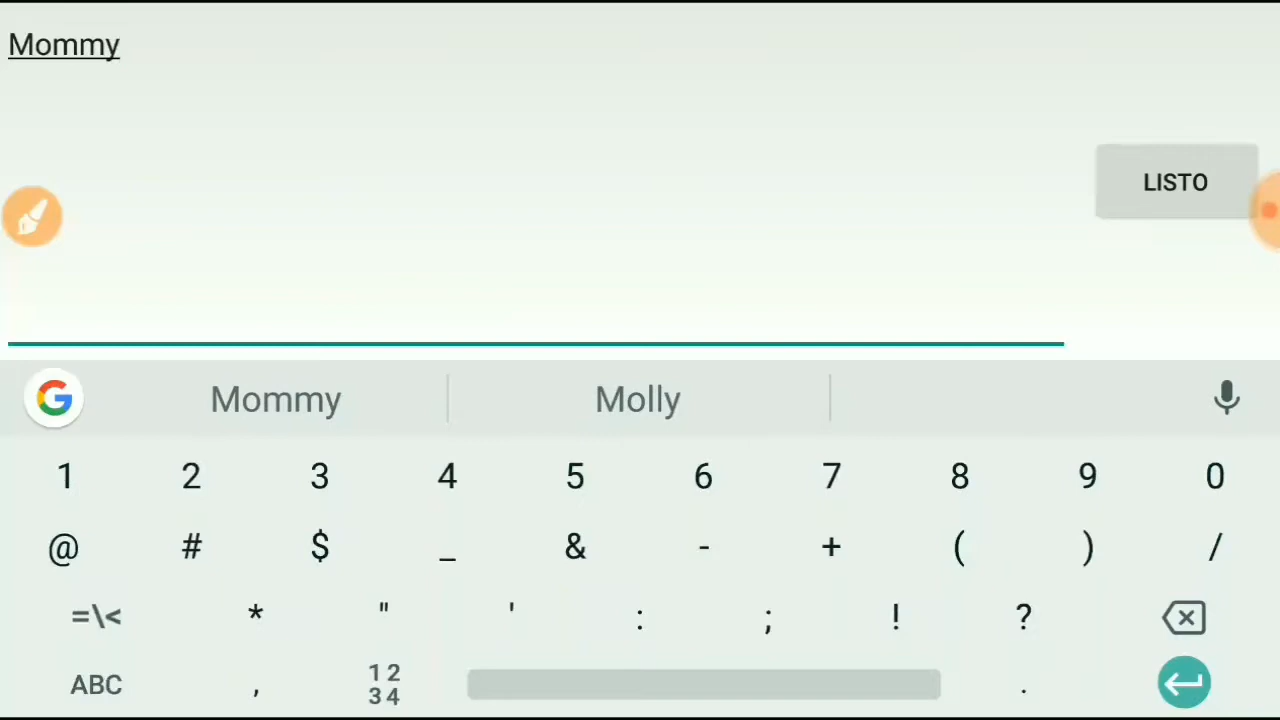 Mommy
LISTO
Mommy Molly
1 2 3 4 5 6 7 8 9 0
@ # $ _ & - + ( ) /
=\< * " ' : ; ! ?
ABC , 12 34 .